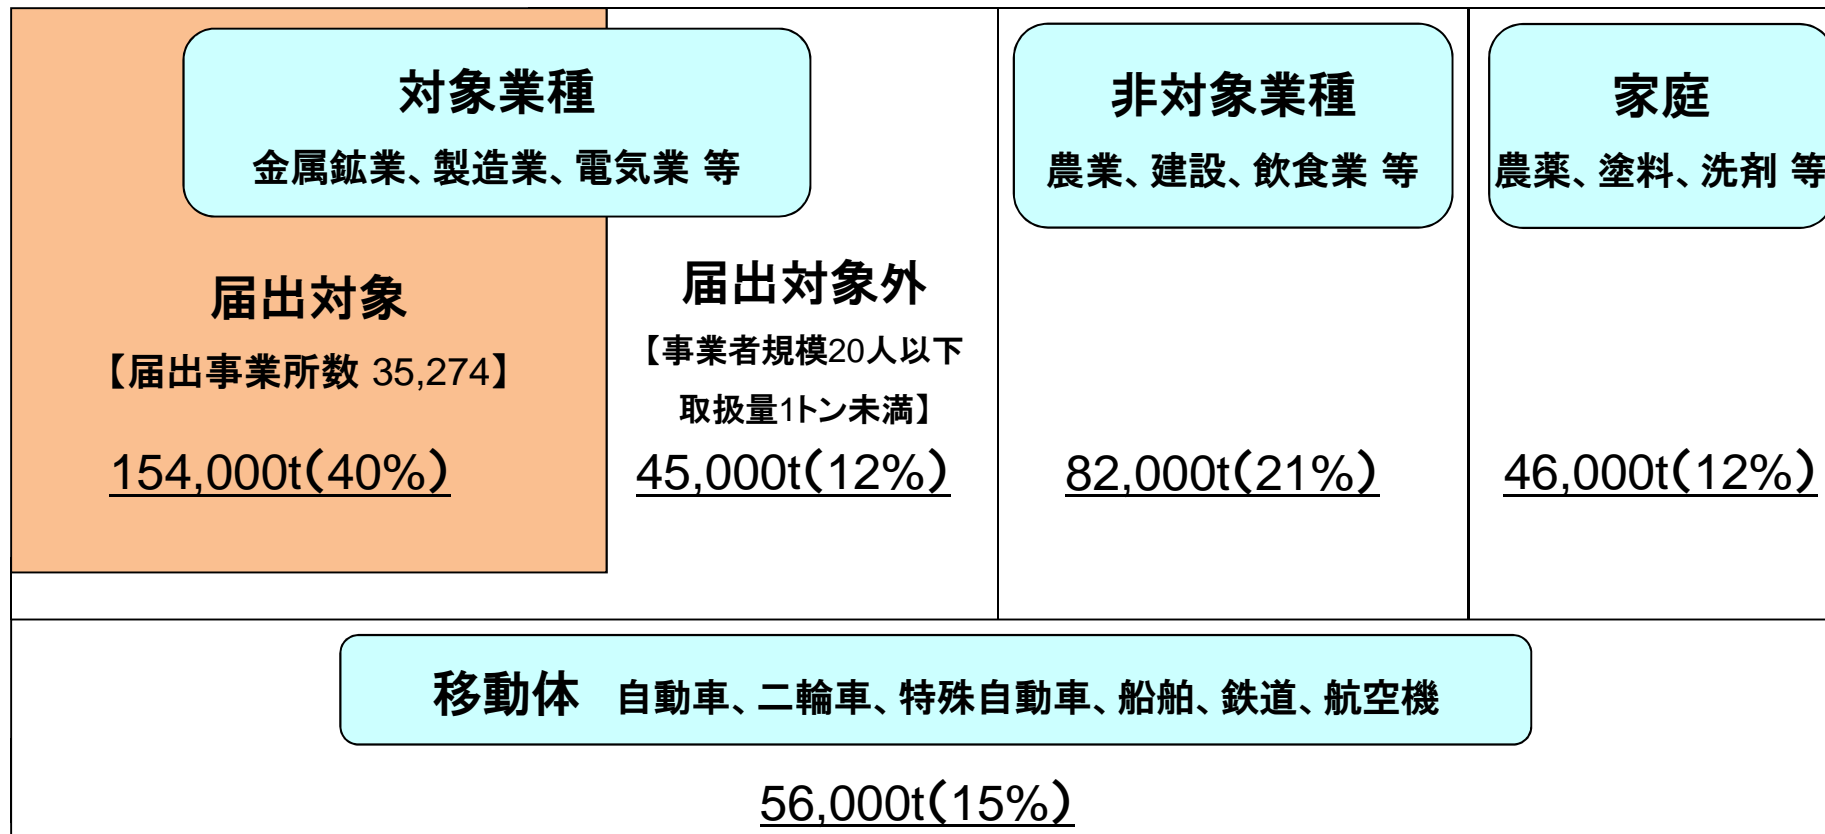 対象業種
金属鉱業、製造業、電気業 等
届出対象
【届出事業所数 35,274】
154,000t(40%)
届出対象外
【事業者規模20人以下
取扱量1トン未満】
45,000t(12%)
非対象業種
農業、建設、飲食業 等
82,000t(21%)
家庭
農薬、塗料、洗剤 等
46,000t(12%)
移動体 自動車、二輪車、特殊自動車、船舶、鉄道、航空機
56,000t(15%)